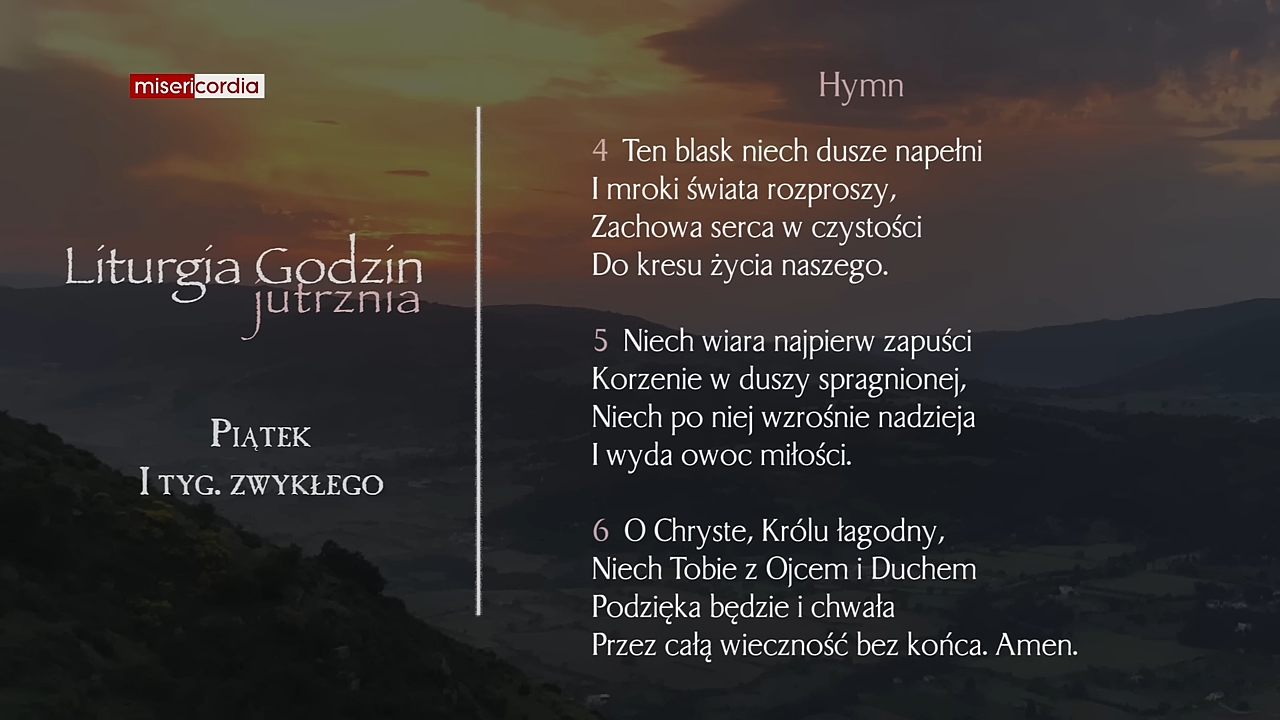 misericordia
Liturgia Godzin
jutrznia
Piątek
I tyg. zwykłego
Hymn
4 Ten blask niech dusze napełni
I mroki świata rozproszy,
Zachowa serca w czystości
Do kresu życia naszego.
5 Niech wiara najpierw zapuści
Korzenie w duszy spragnionej,
Niech po niej wzrośnie nadzieja
I wyda owoc miłości.
6 O Chryste, Królu łagodny,
Niech Tobie z Ojcem i Duchem
Podzięka będzie i chwała
Przez całą wieczność bez końca. Amen.